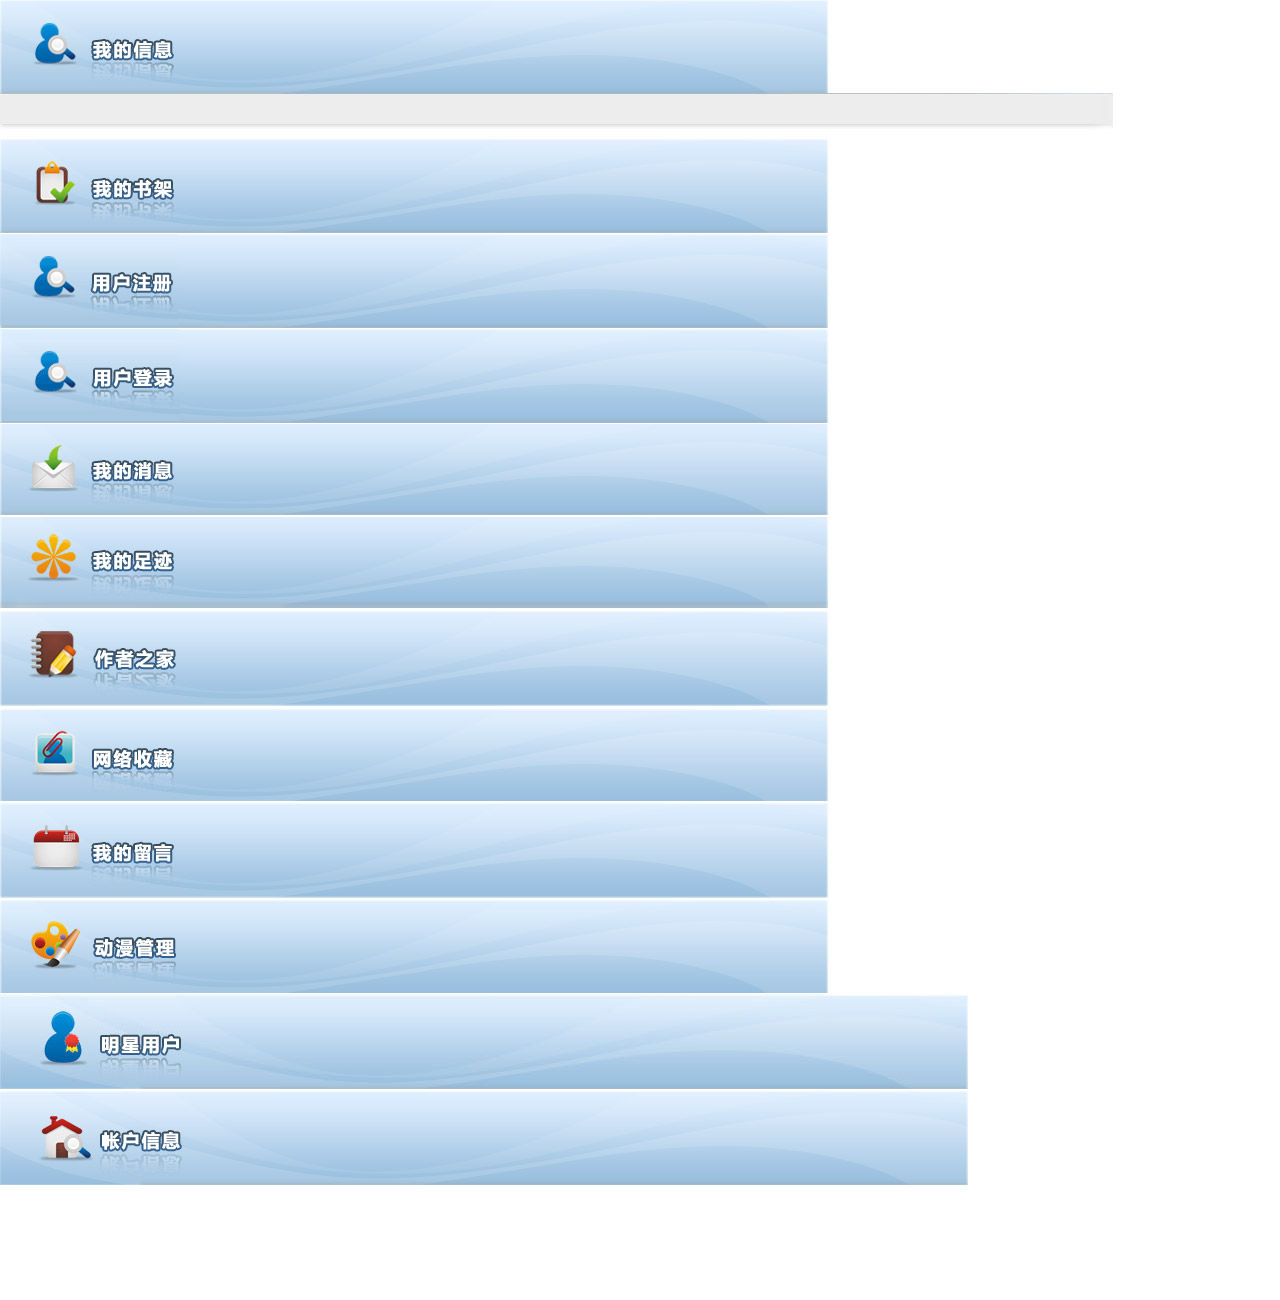 我的信息
我的书架
用户注册
用户登录
我的消息
我的足迹
作者之家
网络收藏
我的留言
动漫管理
明星用户
帐户信息